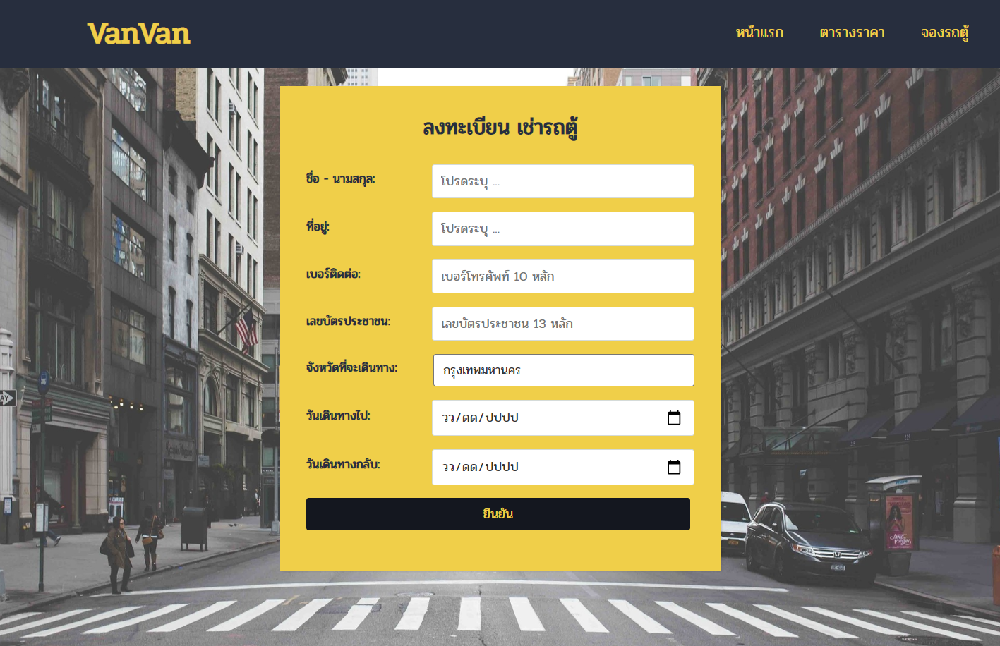 VanVan
หน้าแรก ตารางราคา จองรถตู้
ลงทะเบียน เช่ารถตู้
ชื่อ - นามสกุล: โปรดระบุ ...
ที่อยู่: โปรดระบุ ...
เบอร์ติดต่อ: เบอร์โทรศัพท์ 10 หลัก
เลขบัตรประชาชน: เลขบัตรประชาชน 13 หลัก
จังหวัดที่จะเดินทาง: กรุงเทพมหานคร
วันเดินทางไป: วว/ดด/ปปปป
วันเดินทางกลับ: วว/ดด/ปปปป
ยืนยัน
225
225